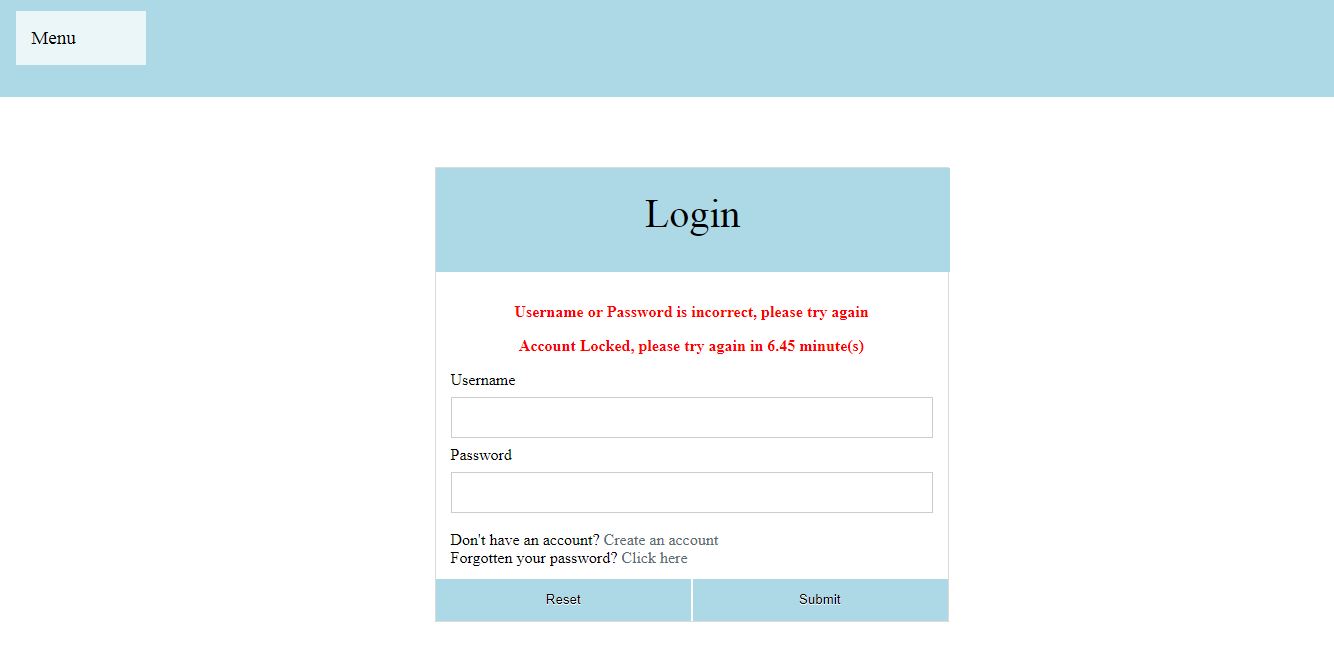 Menu
Login
Username or Password is incorrect, please try again
Account Locked, please try again in 6.45 minute(s)
Username
Password
Don't have an account? Create an account
Forgotten your password? Click here
Reset
Submit